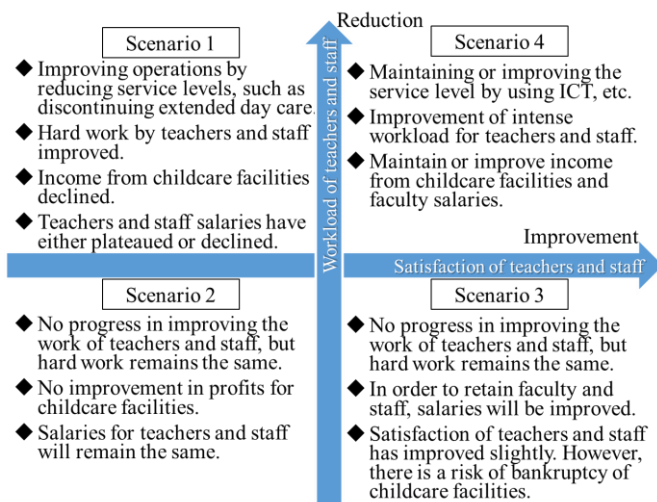 Reduction
Scenario 1
◆ Improving operations by
reducing service levels, such as
discontinuing extended day care.
◆ Hard work by teachers and staff
improved.
◆ Income from childcare facilities
declined.
◆ Teachers and staff salaries have
either plateaued or declined.
Workload of teachers and staff
Scenario 4
◆ Maintaining or improving the
service level by using ICT, etc.
◆ Improvement of intense
workload for teachers and staff.
◆ Maintain or improve income
from childcare facilities and
faculty salaries.
Improvement
Satisfaction of teachers and staff
Scenario 2
◆ No progress in improving the
work of teachers and staff, but
hard work remains the same.
◆ No improvement in profits for
childcare facilities.
◆ Salaries for teachers and staff
will remain the same.
Scenario 3
◆ No progress in improving the
work of teachers and staff, but
hard work remains the same.
◆ In order to retain faculty and
staff, salaries will be improved.
◆ Satisfaction of teachers and staff
has improved slightly. However,
there is a risk of bankruptcy of
childcare facilities.